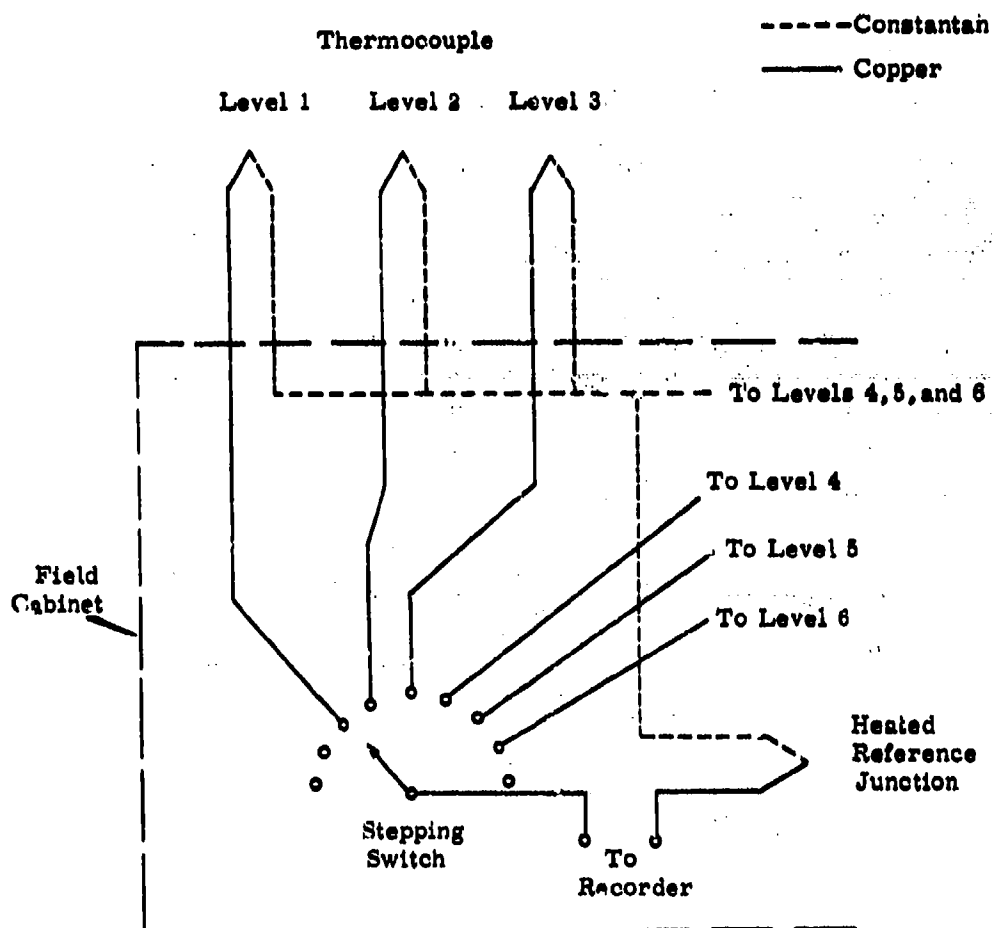 Constantan
Copper
Thermocouple
Level 1
Level 2
Level 3
To Levels 4, 5, and 6
To Level 4
To Level 5
To Level 6
Field
Cabinet
Heated
Reference
Junction
Stepping
Switch
To
Recorder